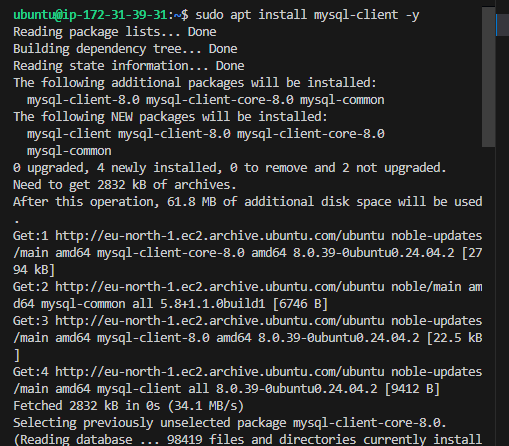 ubuntu@ip-172-31-39-31:~$ sudo apt install mysql-client -y
Reading package lists... Done
Building dependency tree... Done
Reading state information... Done
The following additional packages will be installed:
  mysql-client-8.0 mysql-client-core-8.0 mysql-common
The following NEW packages will be installed:
  mysql-client mysql-client-8.0 mysql-client-core-8.0
  mysql-common
0 upgraded, 4 newly installed, 0 to remove and 2 not upgraded.
Need to get 2832 kB of archives.
After this operation, 61.8 MB of additional disk space will be used
.
Get:1 http://eu-north-1.ec2.archive.ubuntu.com/ubuntu noble-updates
/main amd64 mysql-client-core-8.0 amd64 8.0.39-0ubuntu0.24.04.2 [27
94 kB]
Get:2 http://eu-north-1.ec2.archive.ubuntu.com/ubuntu noble/main am
d64 mysql-common all 5.8+1.1.0build1 [6746 B]
Get:3 http://eu-north-1.ec2.archive.ubuntu.com/ubuntu noble-updates
/main amd64 mysql-client-8.0 amd64 8.0.39-0ubuntu0.24.04.2 [22.5 kB
]
Get:4 http://eu-north-1.ec2.archive.ubuntu.com/ubuntu noble-updates
/main amd64 mysql-client all 8.0.39-0ubuntu0.24.04.2 [9412 B]
Fetched 2832 kB in 0s (34.1 MB/s)
Selecting previously unselected package mysql-client-core-8.0.
(Reading database ... 98419 files and directories currently install